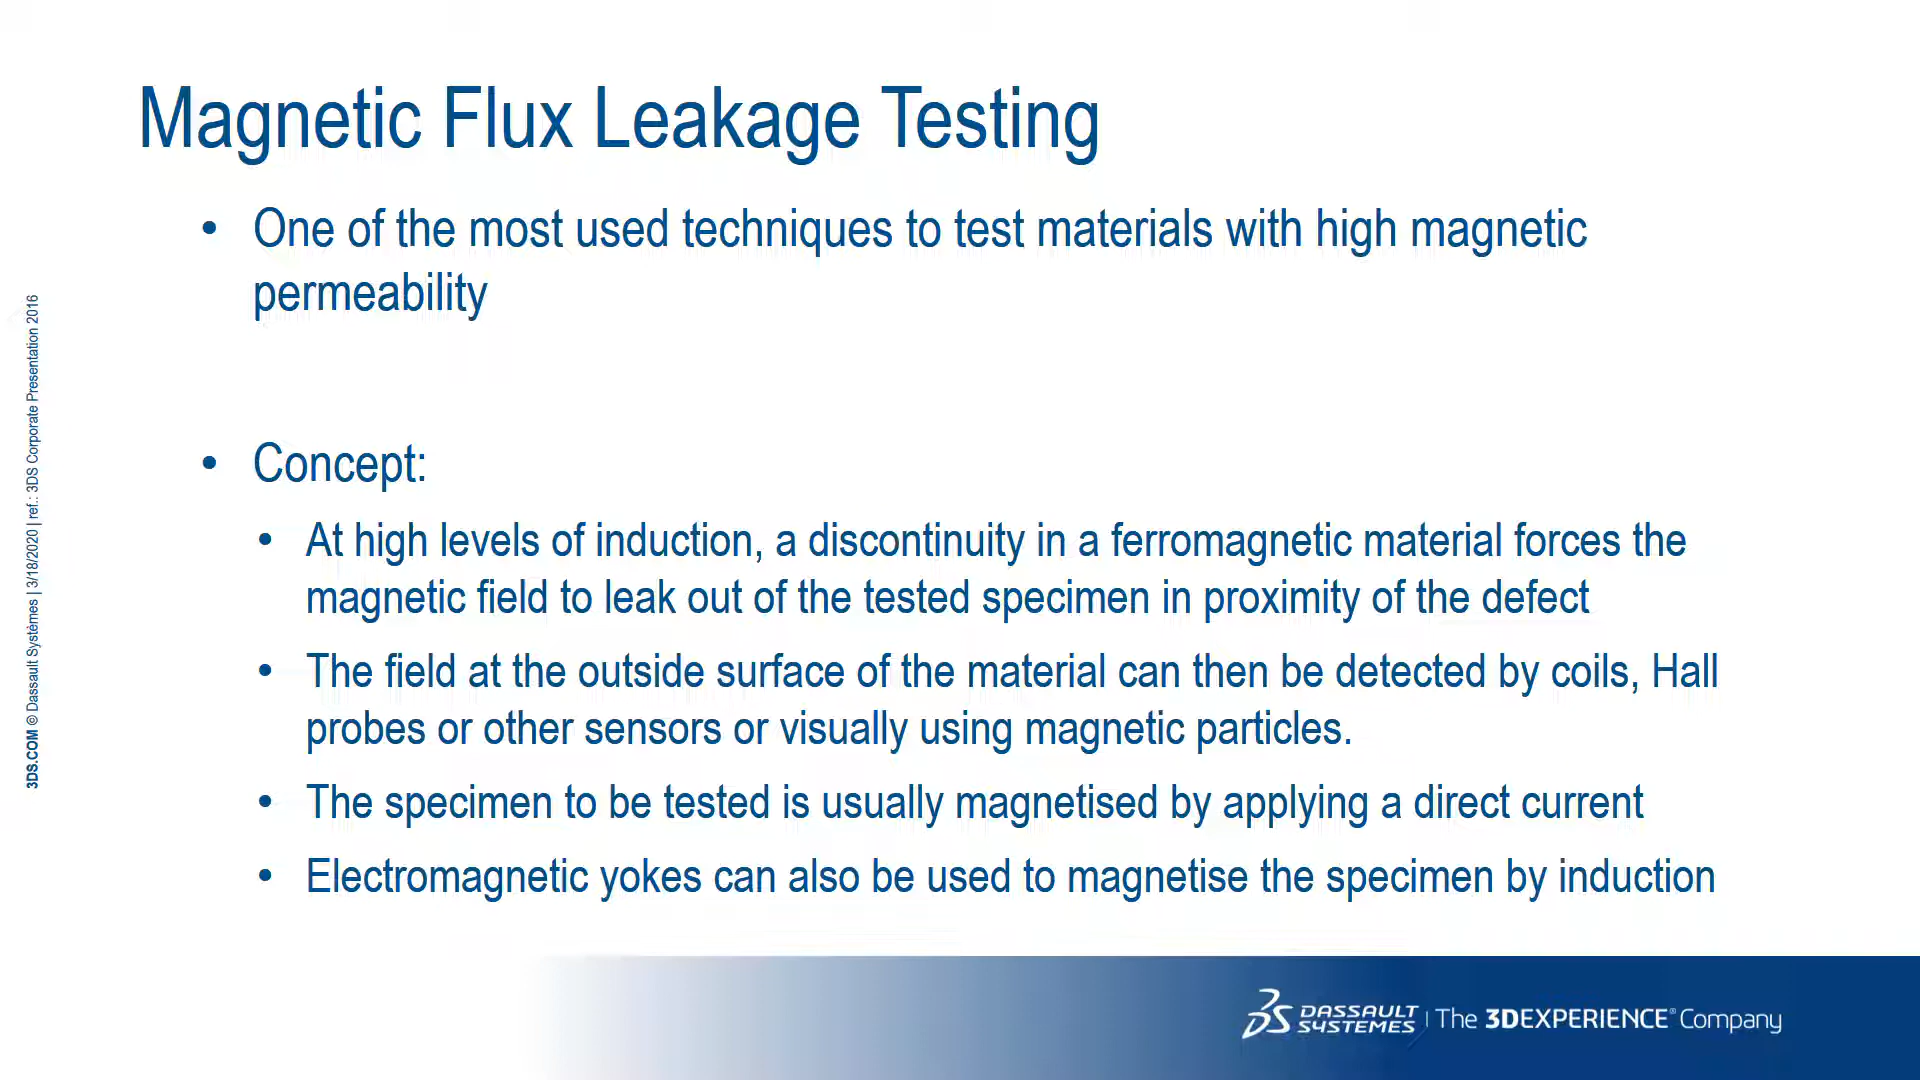 Magnetic Flux Leakage Testing
• One of the most used techniques to test materials with high magnetic
permeability
• Concept:
• At high levels of induction, a discontinuity in a ferromagnetic material forces the
magnetic field to leak out of the tested specimen in proximity of the defect
• The field at the outside surface of the material can then be detected by coils, Hall
probes or other sensors or visually using magnetic particles.
• The specimen to be tested is usually magnetised by applying a direct current
• Electromagnetic yokes can also be used to magnetise the specimen by induction
3DS.COM © Dassault Systèmes | 3/18/2020 | ref.: 3DS Corporate Presentation 2016
3DS DASSAULT SYSTEMES | The 3DEXPERIENCE® Company